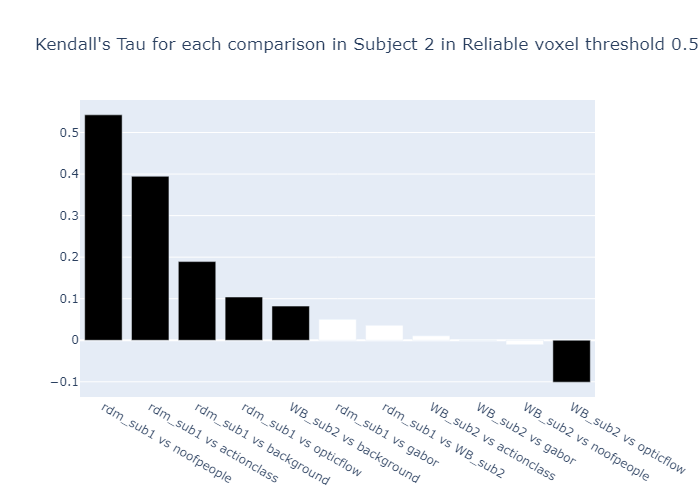 Kendall's Tau for each comparison in Subject 2 in Reliable voxel threshold 0.5
0.5
0.4
0.3
0.2
0.1
0
−0.1
rdm_sub1 vs noofpeople
rdm_sub1 vs actionclass
rdm_sub1 vs background
rdm_sub1 vs opticflow
WB_sub2 vs background
rdm_sub1 vs gabor
rdm_sub1 vs WB_sub2
WB_sub2 vs actionclass
WB_sub2 vs gabor
WB_sub2 vs noofpeople
WB_sub2 vs opticflow